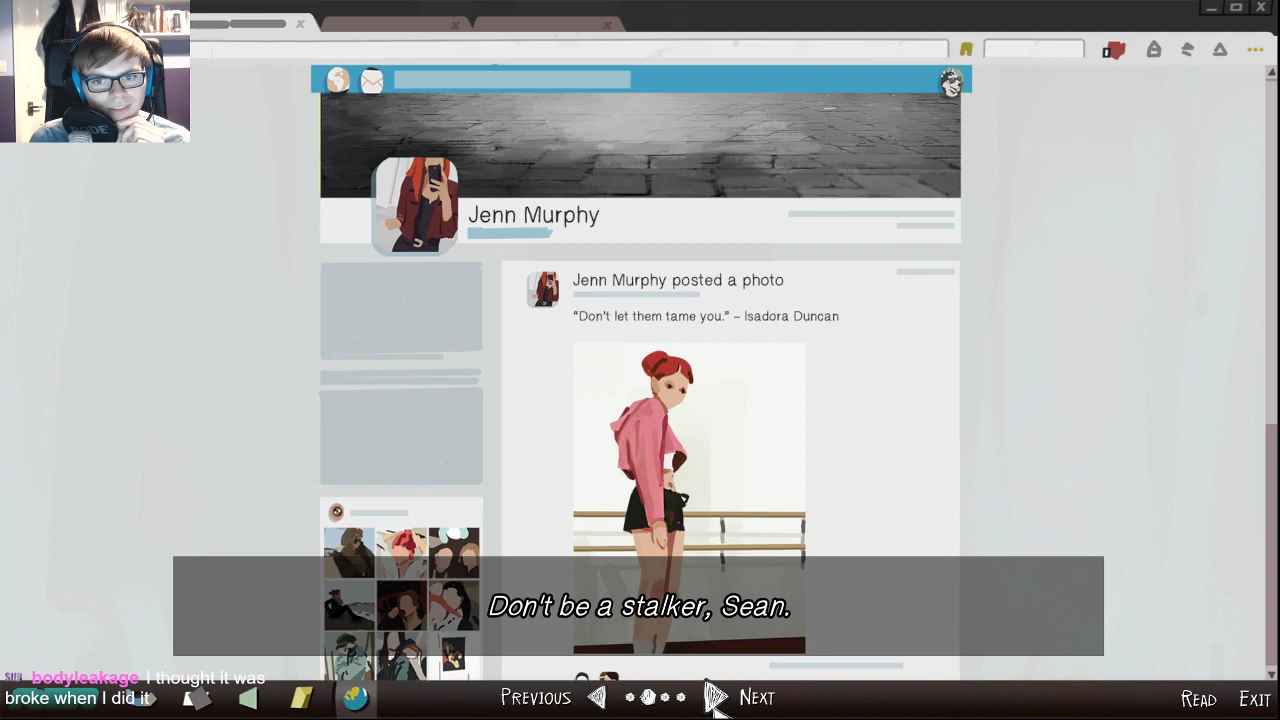 Jenn Murphy
Jenn Murphy posted a photo
“Don't let them tame you.” – Isadora Duncan
Don't be a stalker, Sean.
SUB bodyleakage I thought it was
broke when I did it
PREVIOUS NEXT READ EXIT